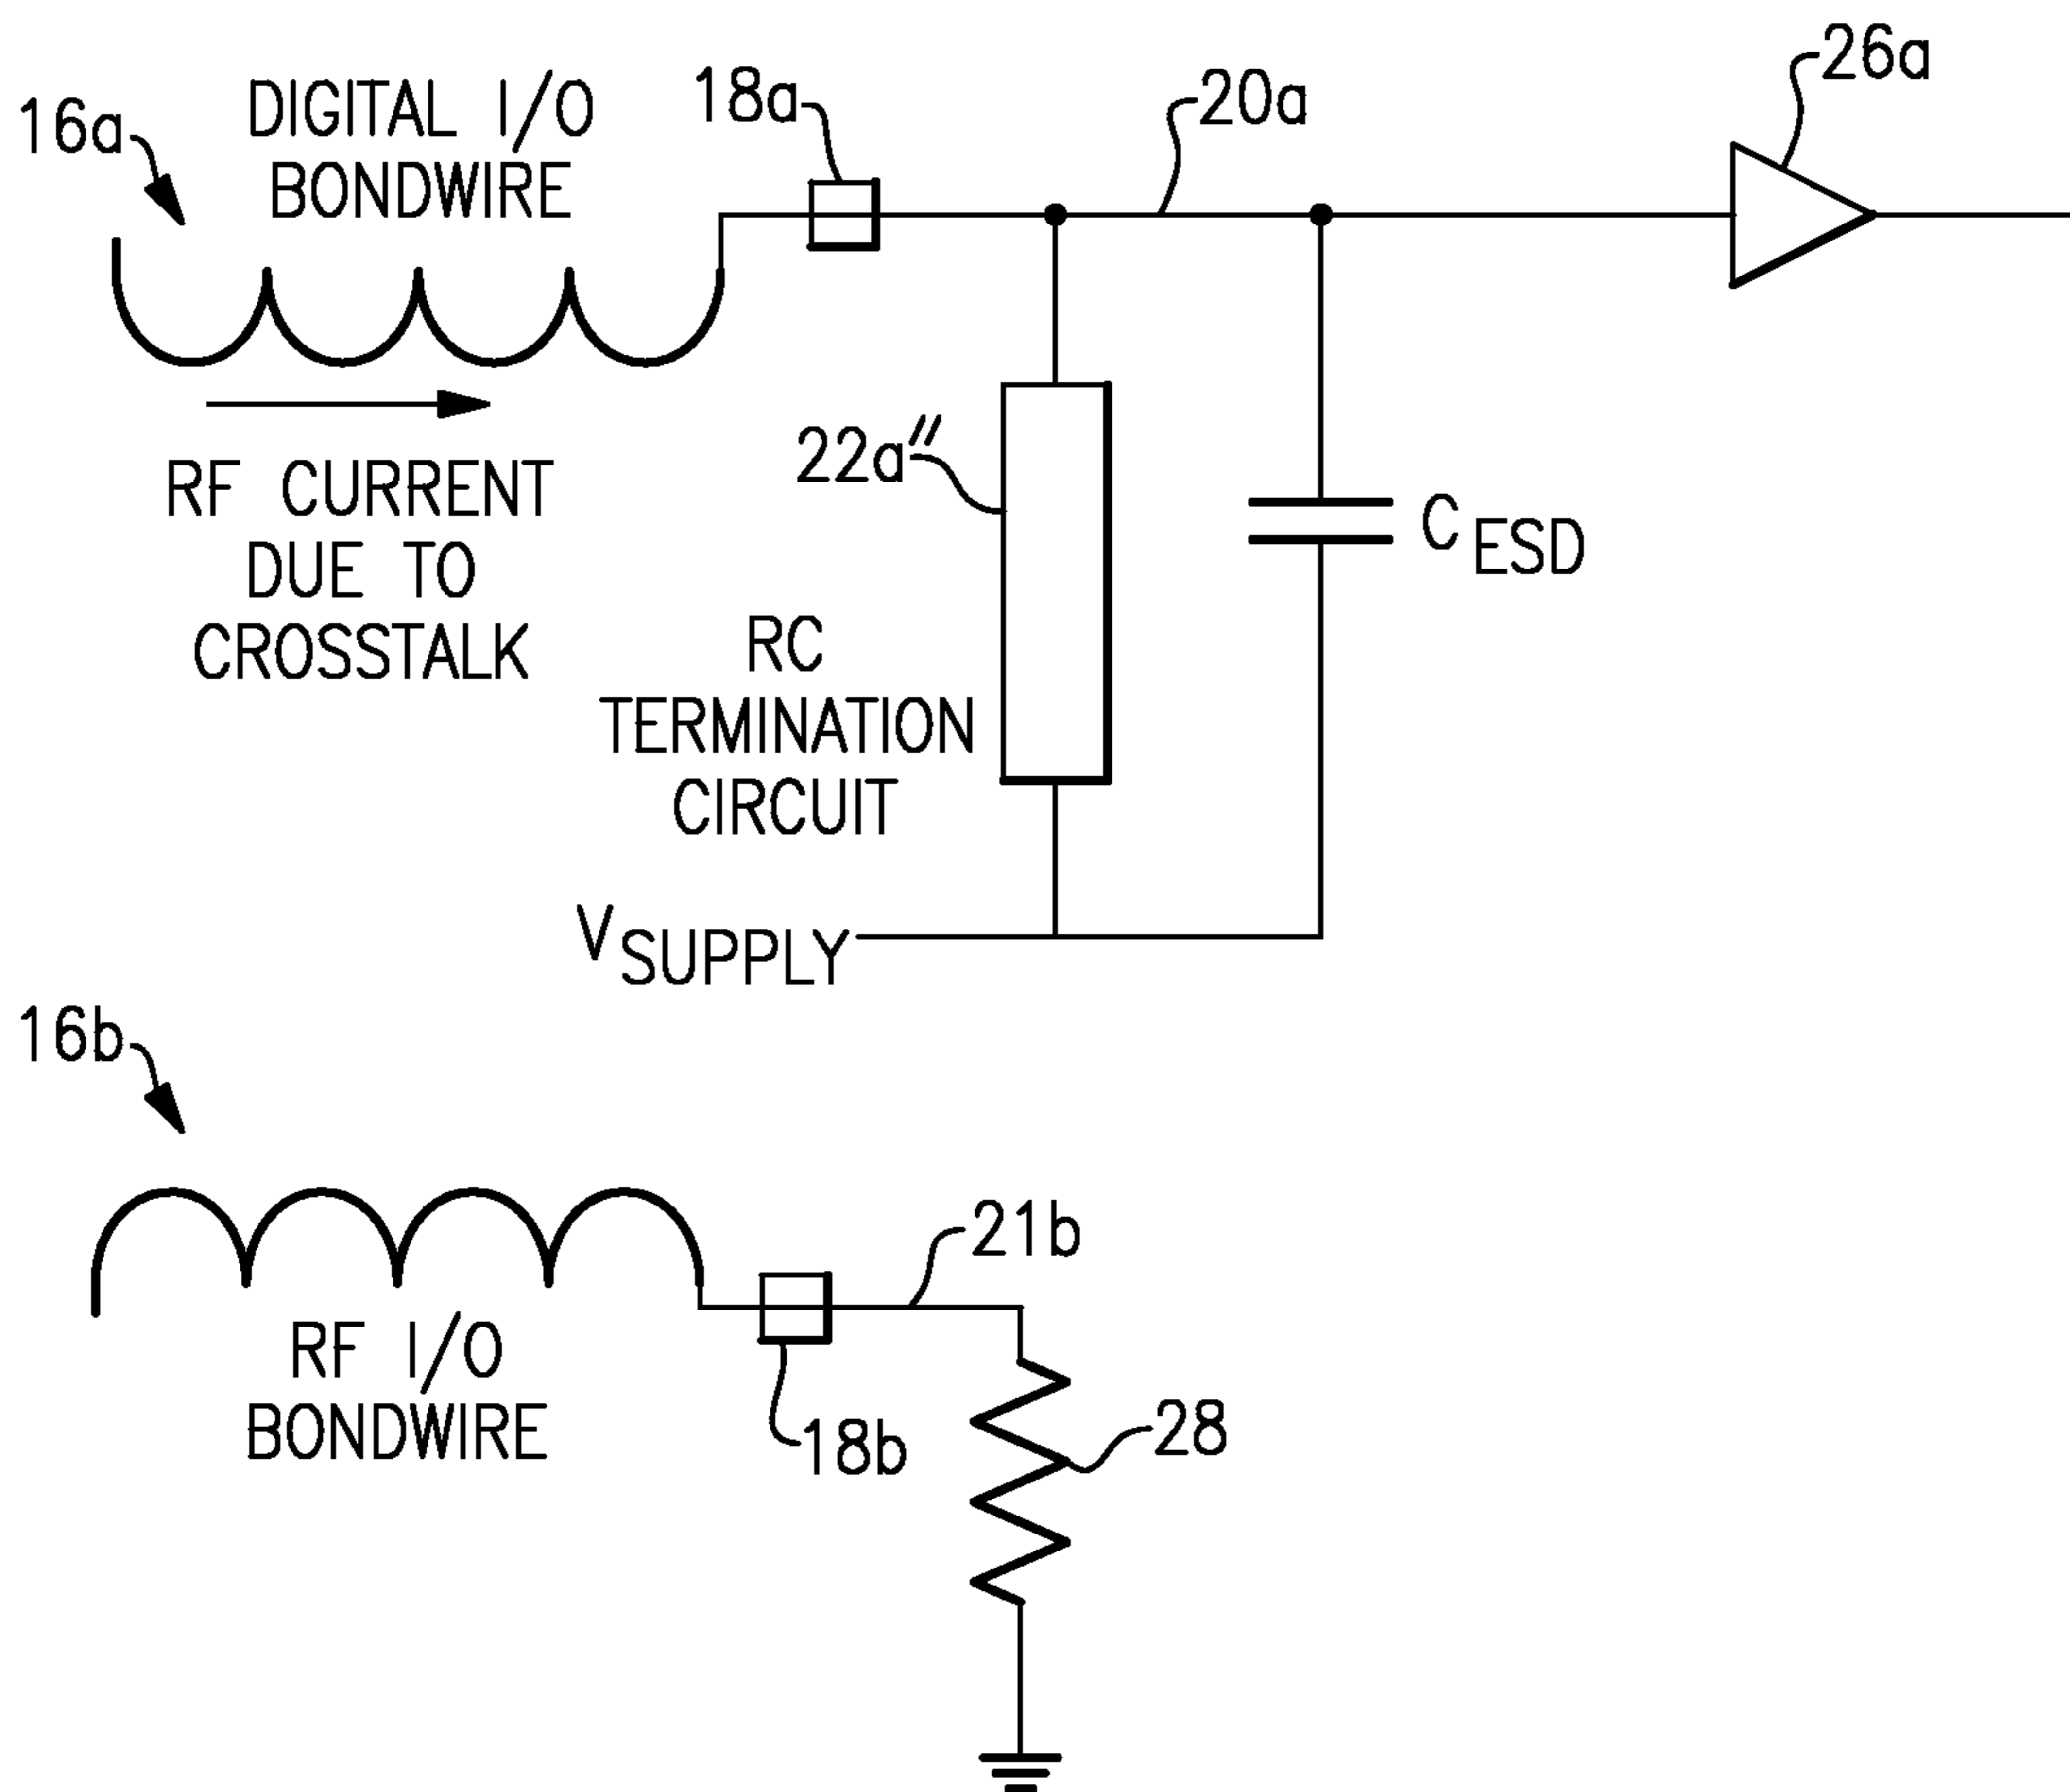 16a
DIGITAL I/O
BONDWIRE
18a
20a
26a
RF CURRENT
DUE TO
CROSSTALK
22a″
C ESD
RC
TERMINATION
CIRCUIT
VSUPPLY
16b
21b
RF I/O
BONDWIRE
18b
28